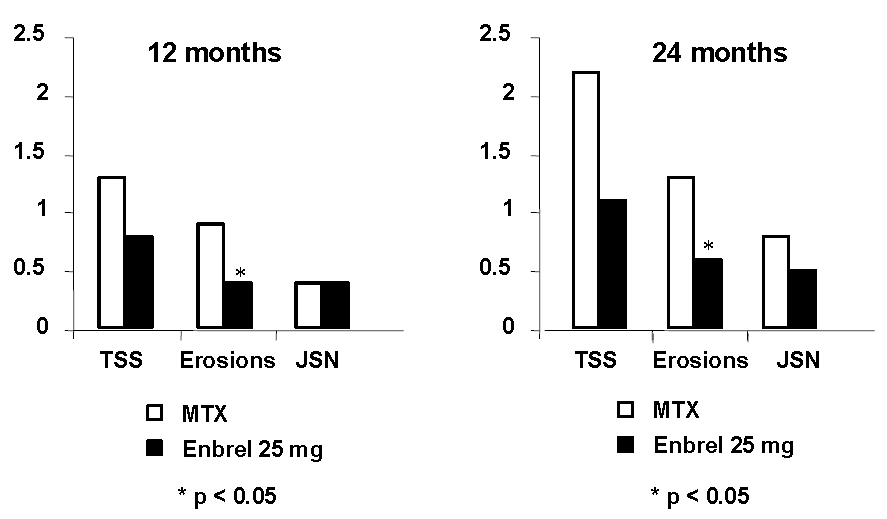 12 months
2.5
2
1.5
1
0.5
0
*
TSS Erosions JSN
MTX
Enbrel 25 mg
* p < 0.05
24 months
2.5
2
1.5
1
0.5
0
*
TSS Erosions JSN
MTX
Enbrel 25 mg
* p < 0.05